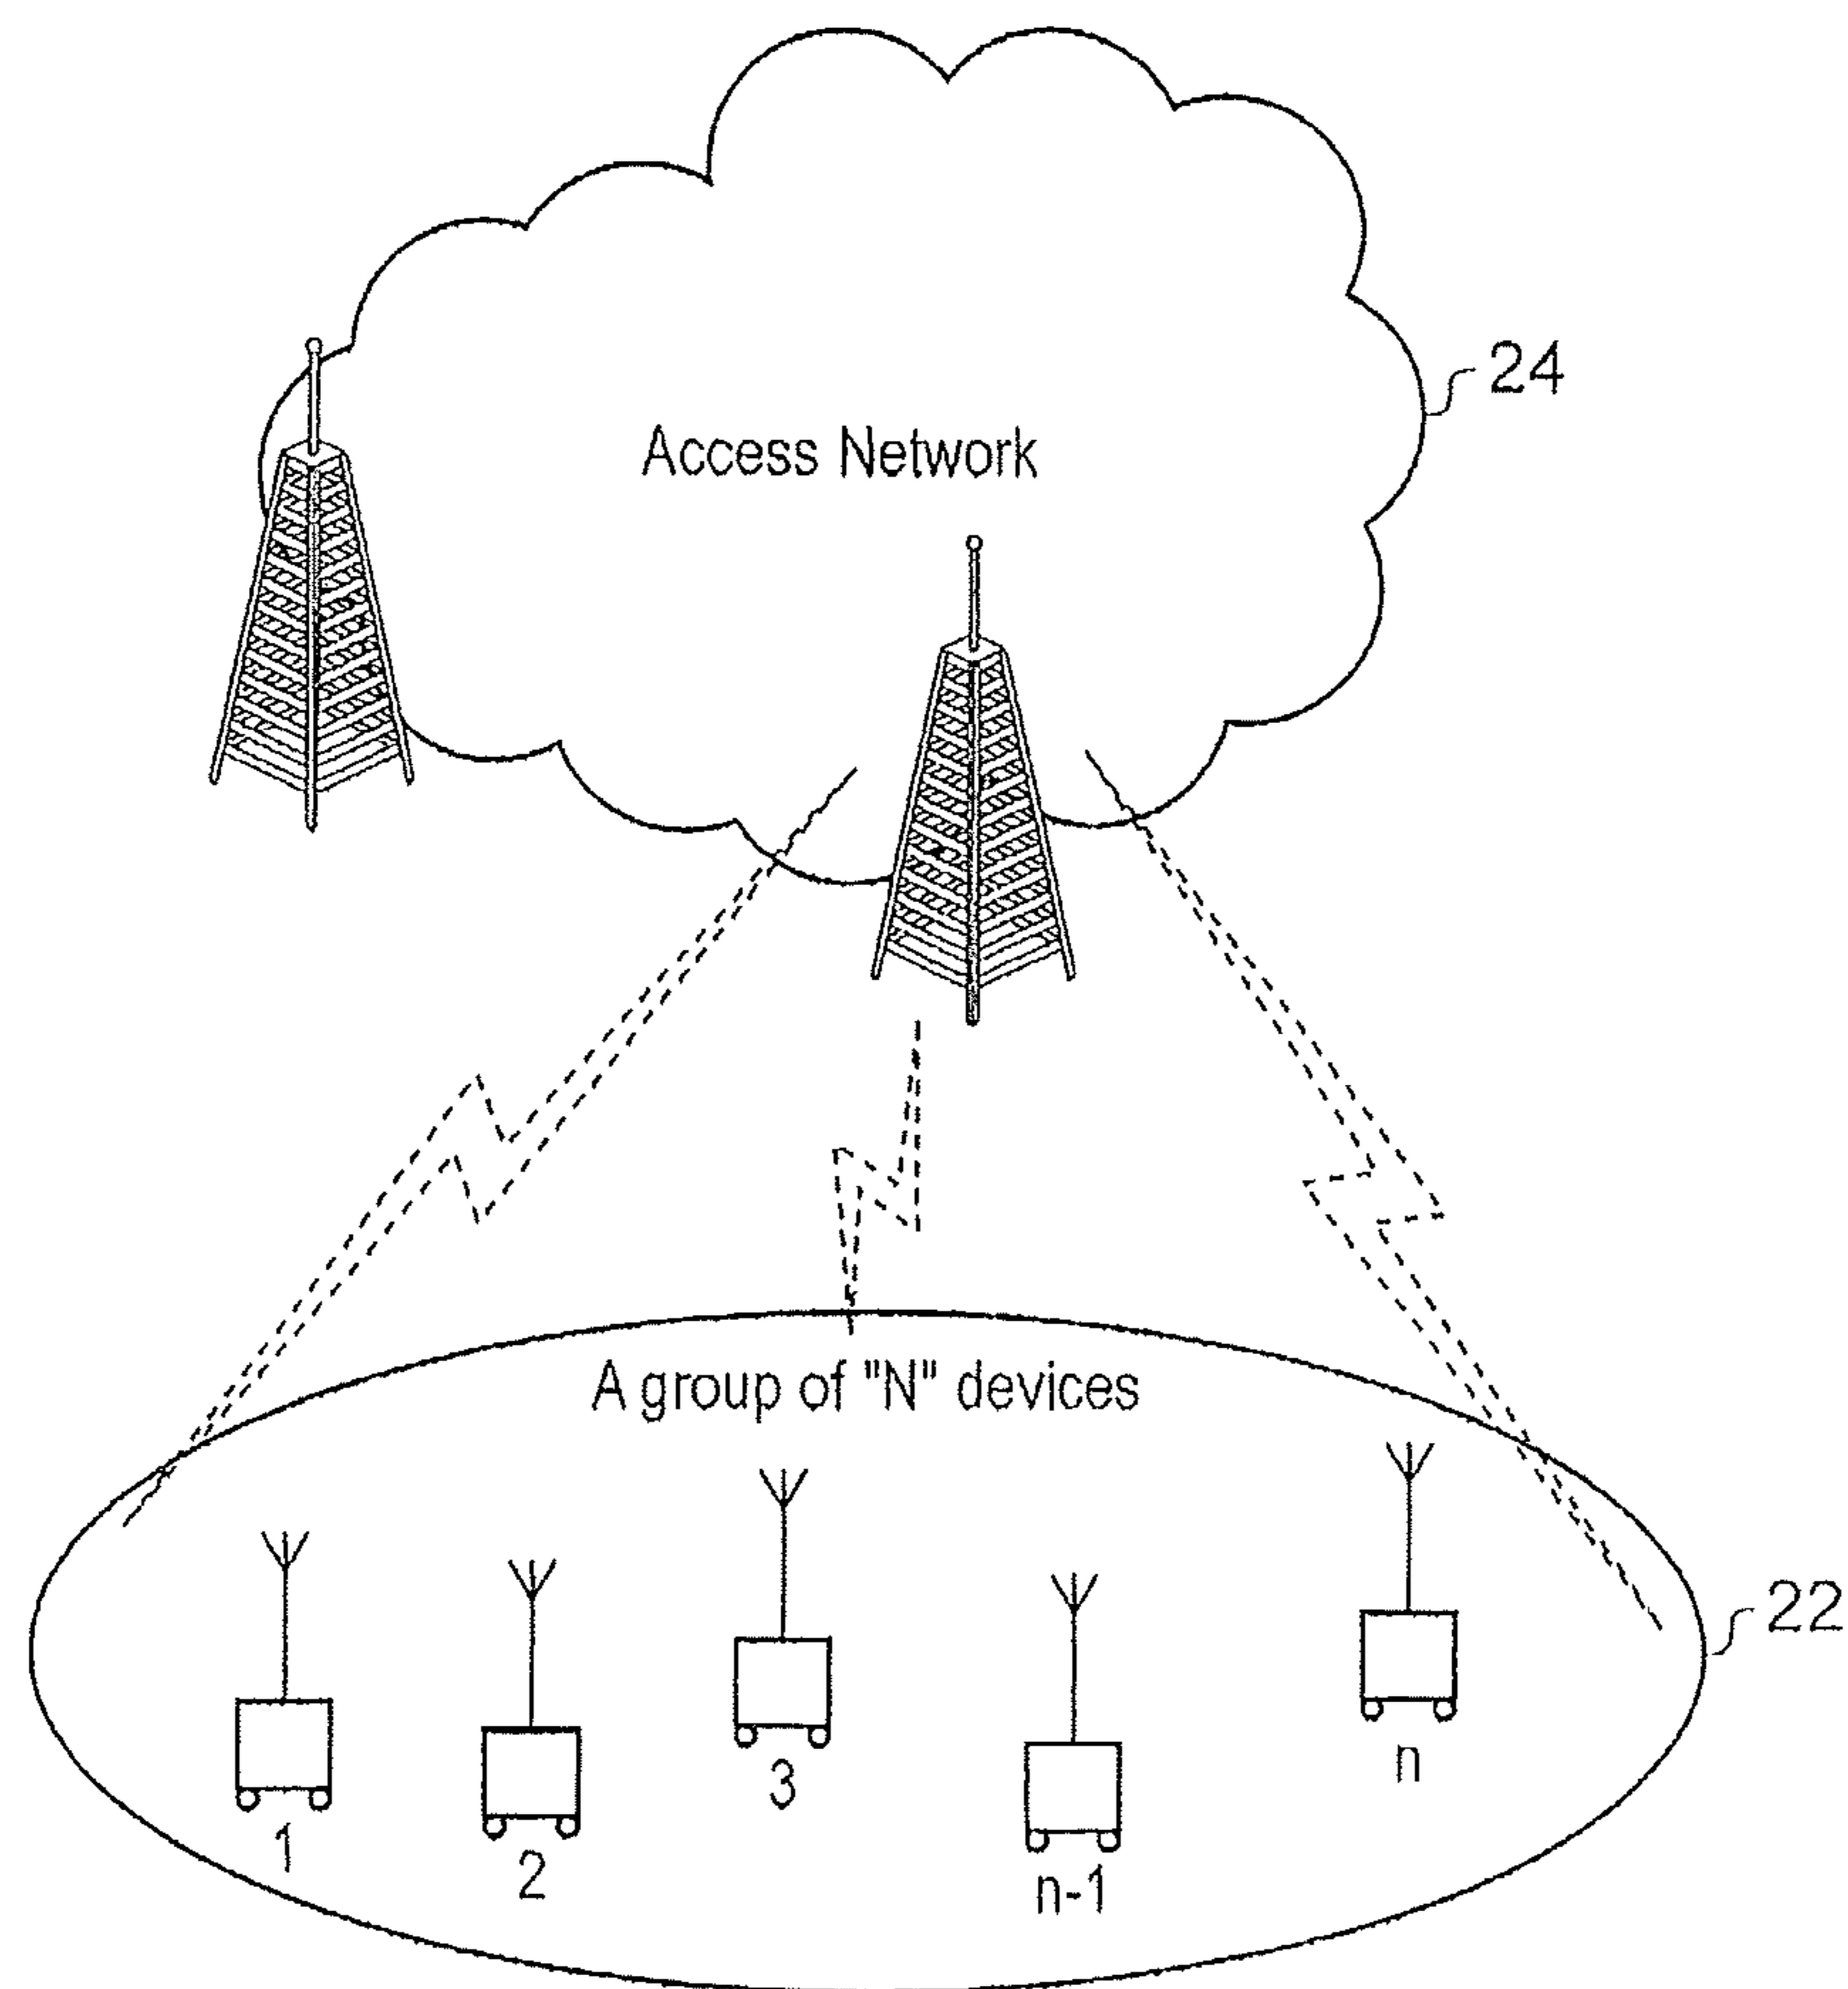 24
Access Network
A group of "N" devices
22
1
2
3
n-1
n